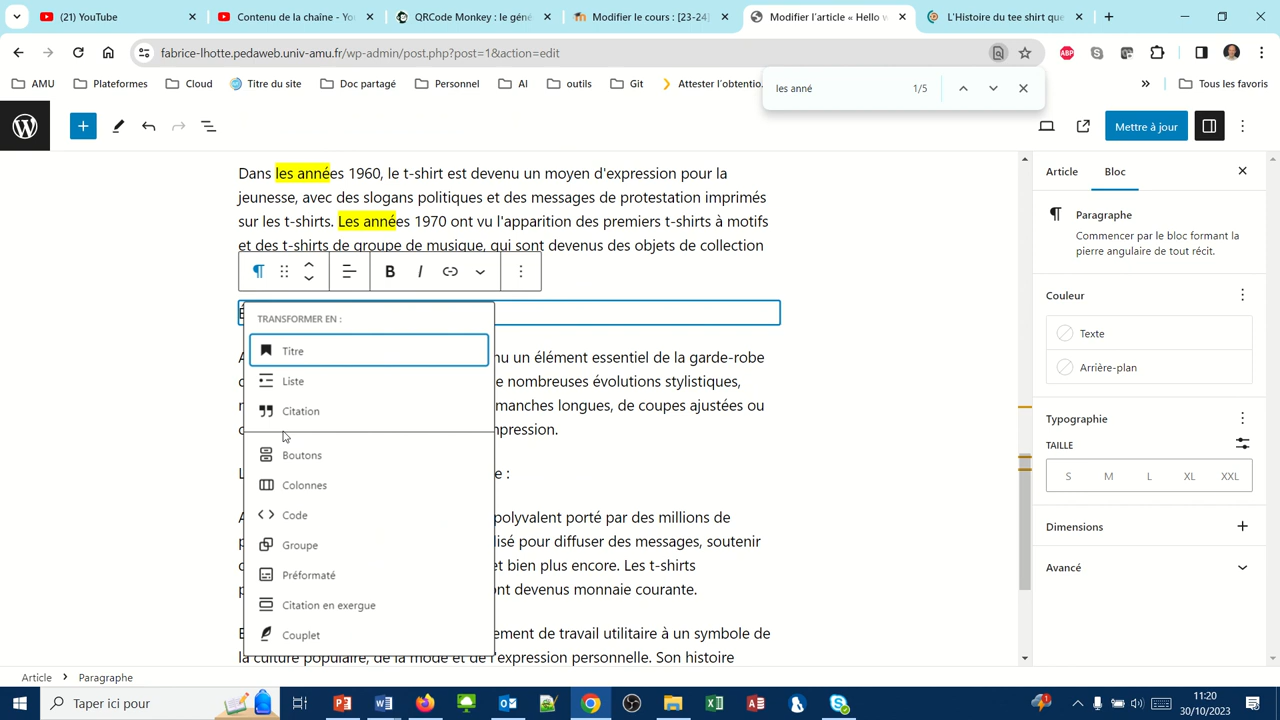 (21) YouTube
Contenu de la chaîne - You
QRCode Monkey : le géné
Modifier le cours : [23-24]
Modifier l'article « Hello w
L'Histoire du tee shirt que
fabrice-lhotte.pedaweb.univ-amu.fr/wp-admin/post.php?post=1&action=edit
ABP
AMU
Plateformes
Cloud
Titre du site
Doc partagé
Personnel
AI
outils
Git
Attester l'obtentio
»
Tous les favoris
les anné
1/5
Mettre à jour
Dans les années 1960, le t-shirt est devenu un moyen d'expression pour la
jeunesse, avec des slogans politiques et des messages de protestation imprimés
sur les t-shirts. Les années 1970 ont vu l'apparition des premiers t-shirts à motifs
et des t-shirts de groupe de musique, qui sont devenus des objets de collection
B
I
TRANSFORMER EN :
Titre
Liste
Citation
Boutons
Colonnes
Code
Groupe
Préformaté
Citation en exergue
Couplet
nu un élément essentiel de la garde-robe
e nombreuses évolutions stylistiques,
manches longues, de coupes ajustées ou
mpression.
e :
polyvalent porté par des millions de
lisé pour diffuser des messages, soutenir
et bien plus encore. Les t-shirts
ont devenus monnaie courante.
ement de travail utilitaire à un symbole de
la culture populaire, de la mode et de l'expression personnelle. Son histoire
Article
Bloc
Paragraphe
Commencer par le bloc formant la
pierre angulaire de tout récit.
Couleur
Texte
Arrière-plan
Typographie
TAILLE
S
M
L
XL
XXL
Dimensions
Avancé
Article
Paragraphe
Taper ici pour
11:20
30/10/2023